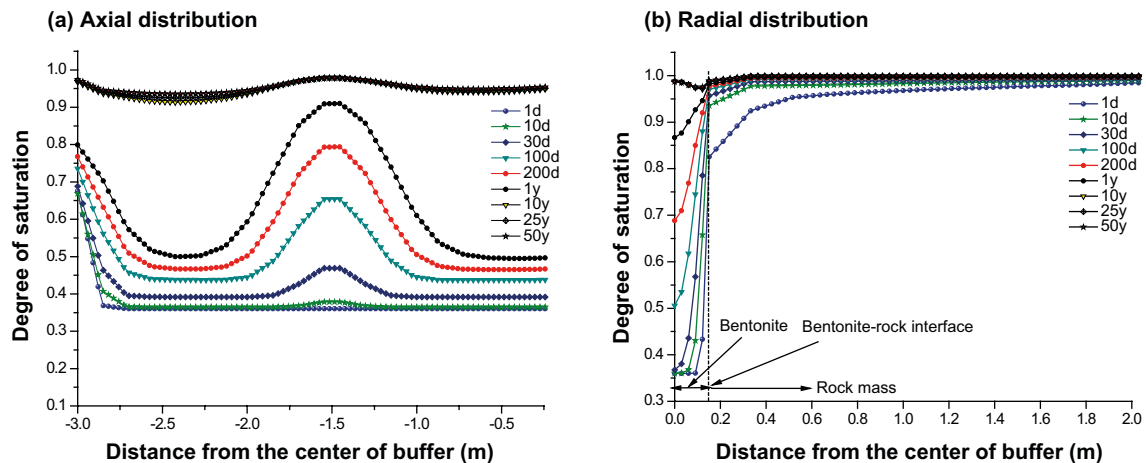 (a) Axial distribution
Degree of saturation
1.0
0.9
0.8
0.7
0.6
0.5
0.4
0.3
0.2
0.1
-3.0
-2.5
-2.0
-1.5
-1.0
-0.5
Distance from the center of buffer (m)
1d
10d
30d
100d
200d
1y
10y
25y
50y
(b) Radial distribution
Degree of saturation
1.0
0.9
0.8
0.7
0.6
0.5
0.4
0.3
0.0
0.2
0.4
0.6
0.8
1.0
1.2
1.4
1.6
1.8
2.0
Distance from the center of buffer (m)
1d
10d
30d
100d
200d
1y
10y
25y
50y
Bentonite
Bentonite-rock interface
Rock mass